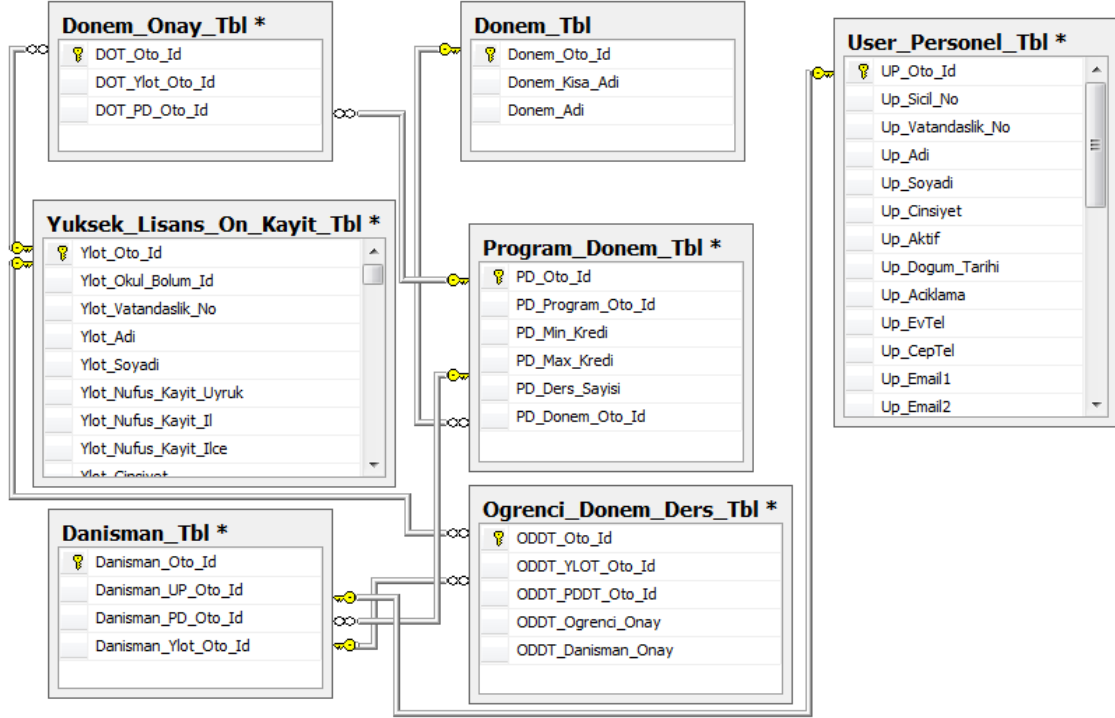 Donem_Onay_Tbl *
DOT_Oto_Id
DOT_Ylot_Oto_Id
DOT_PD_Oto_Id
Donem_Tbl
Donem_Oto_Id
Donem_Kisa_Adi
Donem_Adi
User_Personel_Tbl *
UP_Oto_Id
Up_Sicil_No
Up_Vatandaslik_No
Up_Adi
Up_Soyadi
Up_Cinsiyet
Up_Aktif
Up_Dogum_Tarihi
Up_Aciklama
Up_EvTel
Up_CepTel
Up_Email1
Up_Email2
Yuksek_Lisans_On_Kayit_Tbl *
Ylot_Oto_Id
Ylot_Okul_Bolum_Id
Ylot_Vatandaslik_No
Ylot_Adi
Ylot_Soyadi
Ylot_Nufus_Kayit_Uyruk
Ylot_Nufus_Kayit_Il
Ylot_Nufus_Kayit_Ilce
Ylot_Cinsiyet
Program_Donem_Tbl *
PD_Oto_Id
PD_Program_Oto_Id
PD_Min_Kredi
PD_Max_Kredi
PD_Ders_Sayisi
PD_Donem_Oto_Id
Danisman_Tbl *
Danisman_Oto_Id
Danisman_UP_Oto_Id
Danisman_PD_Oto_Id
Danisman_Ylot_Oto_Id
Ogrenci_Donem_Ders_Tbl *
ODDT_Oto_Id
ODDT_YLOT_Oto_Id
ODDT_PDDT_Oto_Id
ODDT_Ogrenci_Onay
ODDT_Danisman_Onay